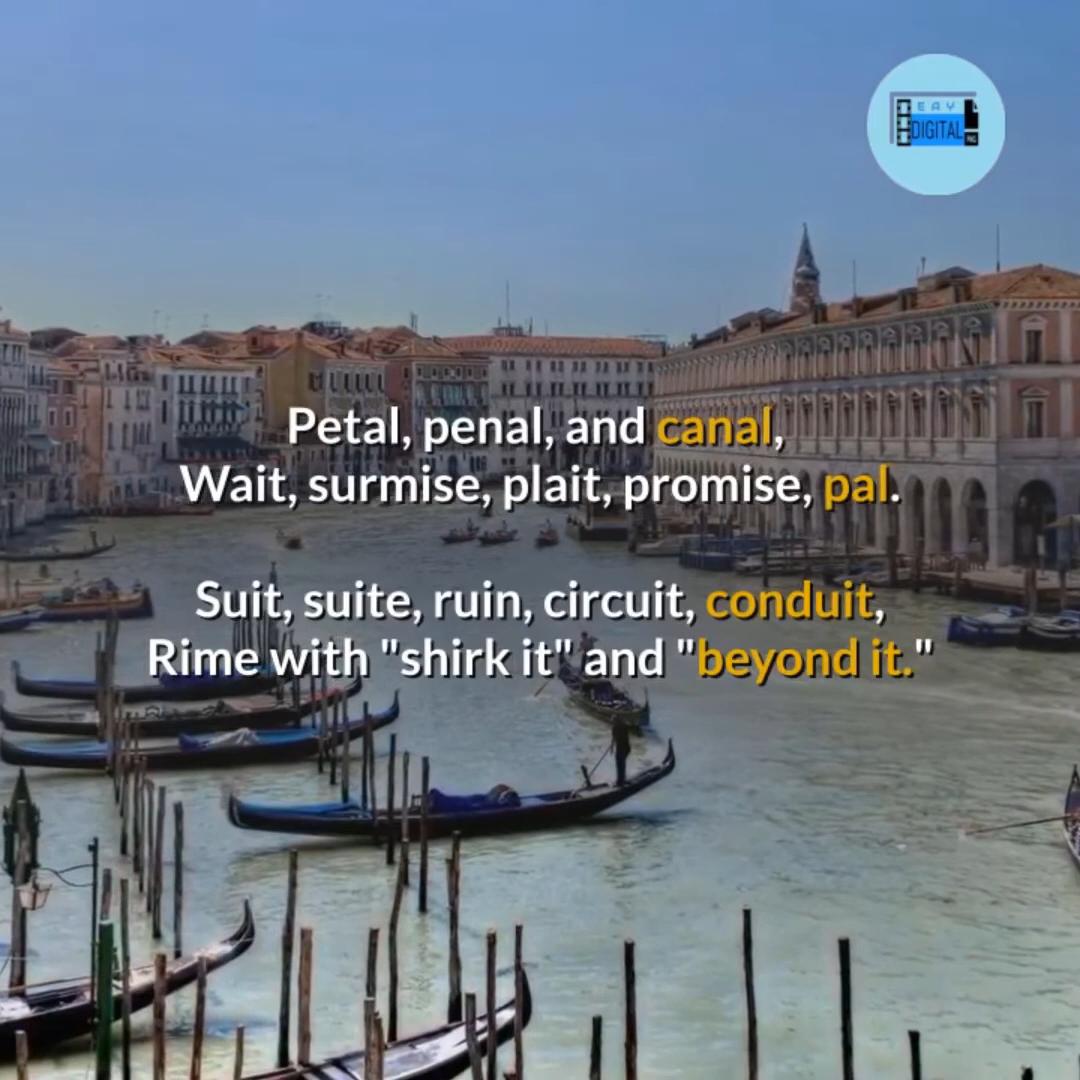 EAY
DIGITAL
Petal, penal, and canal,
Wait, surmise, plait, promise, pal.
Suit, suite, ruin, circuit, conduit,
Rime with "shirk it" and "beyond it."